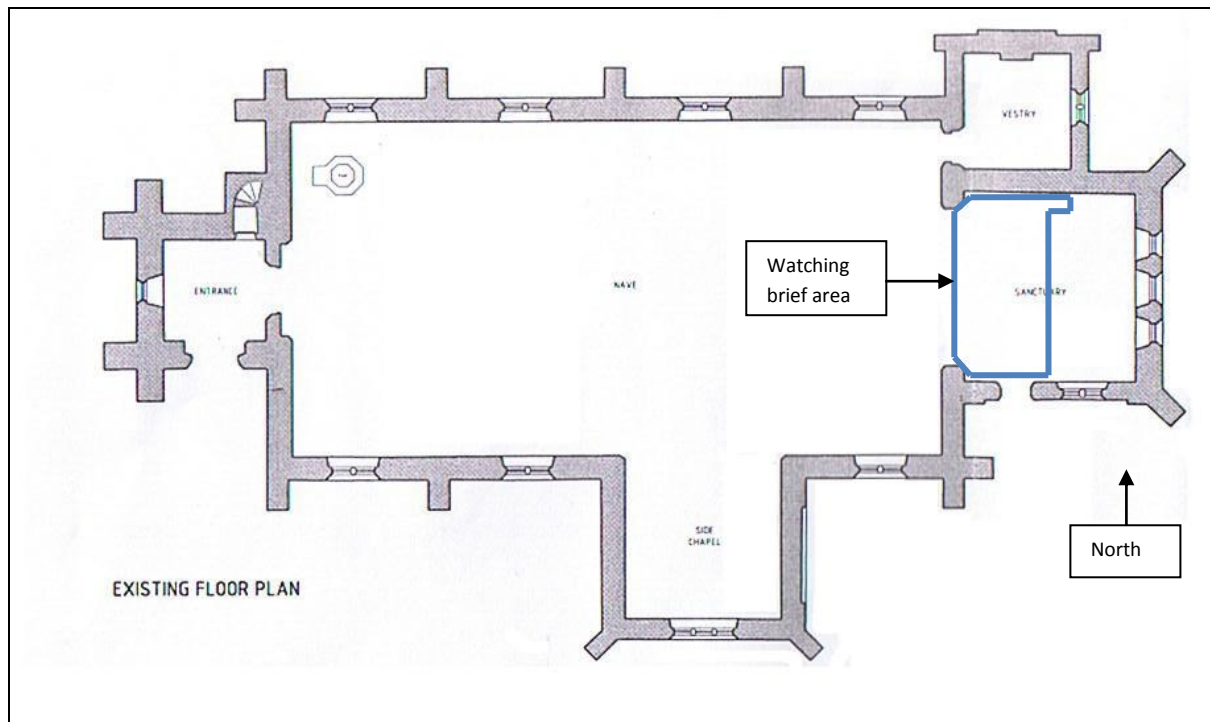 VESTRY
Watching
brief area
ENTRANCE
NAVE
SANCTUARY
SIDE
CHAPEL
North
EXISTING FLOOR PLAN